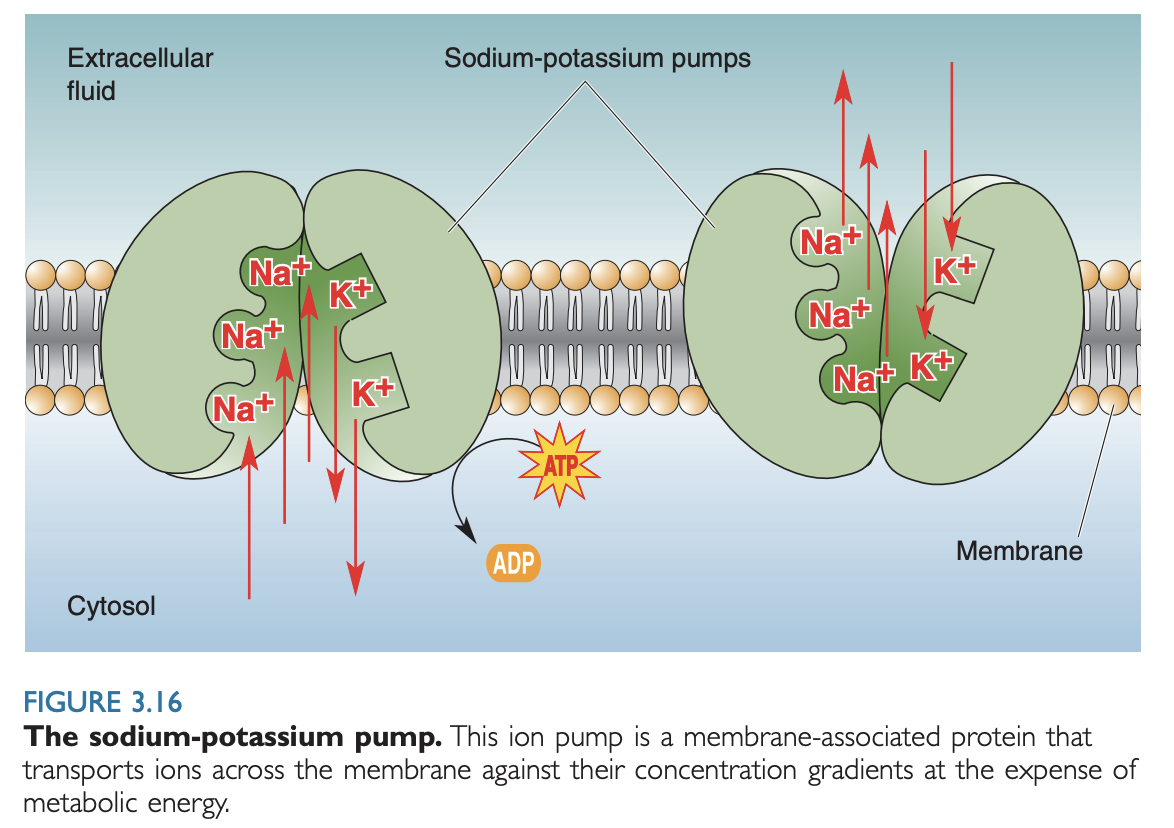 Extracellular
fluid
Sodium-potassium pumps
Na⁺
K⁺
Na⁺
K⁺
Na⁺
Na⁺
K⁺
Na⁺
K⁺
Na⁺
ATP
ADP
Membrane
Cytosol
FIGURE 3.16
The sodium-potassium pump. This ion pump is a membrane-associated protein that
transports ions across the membrane against their concentration gradients at the expense of
metabolic energy.